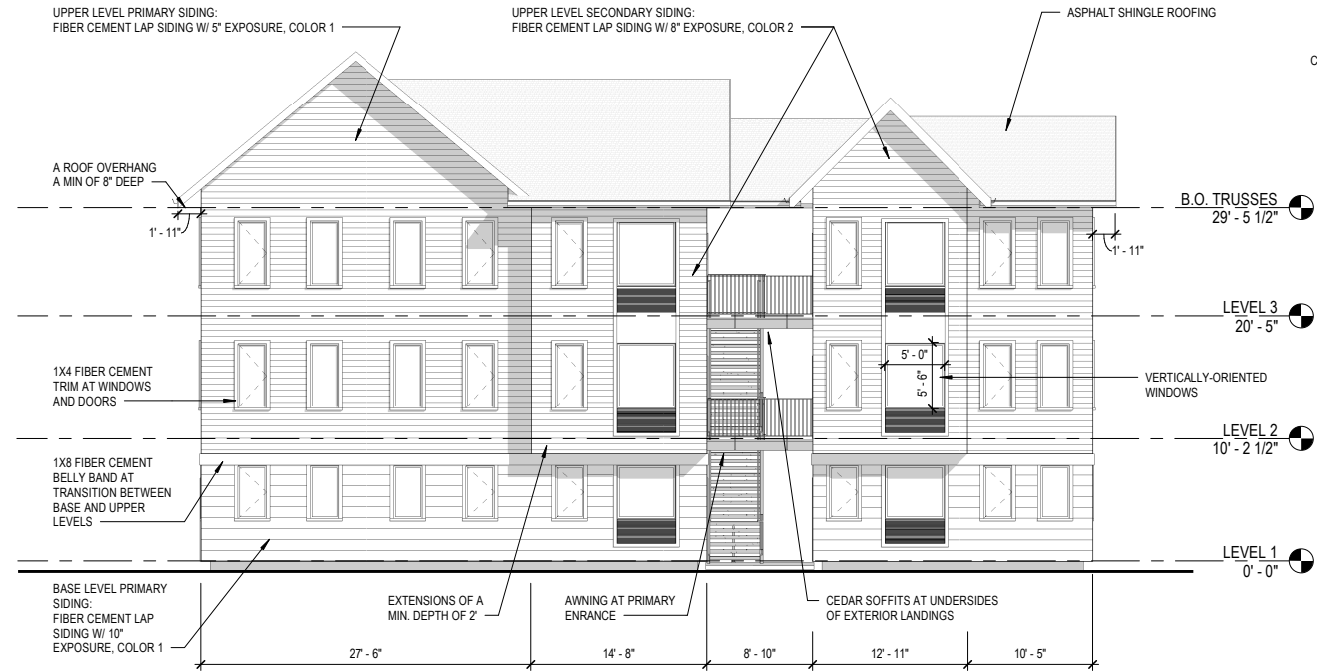 UPPER LEVEL PRIMARY SIDING:
FIBER CEMENT LAP SIDING W/ 5" EXPOSURE, COLOR 1
UPPER LEVEL SECONDARY SIDING:
FIBER CEMENT LAP SIDING W/ 8" EXPOSURE, COLOR 2
ASPHALT SHINGLE ROOFING
C
A ROOF OVERHANG
A MIN OF 8" DEEP
1' - 11"
B.O. TRUSSES
29' - 5 1/2"
1' - 11"
LEVEL 3
20' - 5"
5' - 0"
5' - 6"
1X4 FIBER CEMENT
TRIM AT WINDOWS
AND DOORS
VERTICALLY-ORIENTED
WINDOWS
LEVEL 2
10' - 2 1/2"
1X8 FIBER CEMENT
BELLY BAND AT
TRANSITION BETWEEN
BASE AND UPPER
LEVELS
LEVEL 1
0' - 0"
BASE LEVEL PRIMARY
SIDING:
FIBER CEMENT LAP
SIDING W/ 10"
EXPOSURE, COLOR 1
EXTENSIONS OF A
MIN. DEPTH OF 2'
AWNING AT PRIMARY
ENTRANCE
CEDAR SOFFITS AT UNDERSIDES
OF EXTERIOR LANDINGS
27' - 6"
14' - 8"
8' - 10"
12' - 11"
10' - 5"